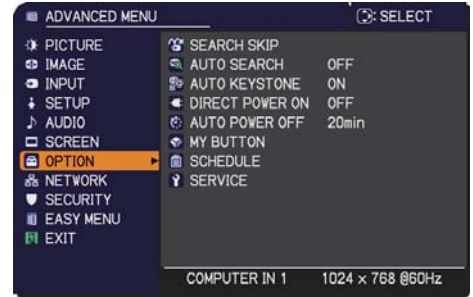 ADVANCED MENU : SELECT
PICTURE
IMAGE
INPUT
SETUP
AUDIO
SCREEN
OPTION
NETWORK
SECURITY
EASY MENU
EXIT
SEARCH SKIP
AUTO SEARCH OFF
AUTO KEYSTONE ON
DIRECT POWER ON OFF
AUTO POWER OFF 20min
MY BUTTON
SCHEDULE
SERVICE
COMPUTER IN 1 1024 × 768 @60Hz